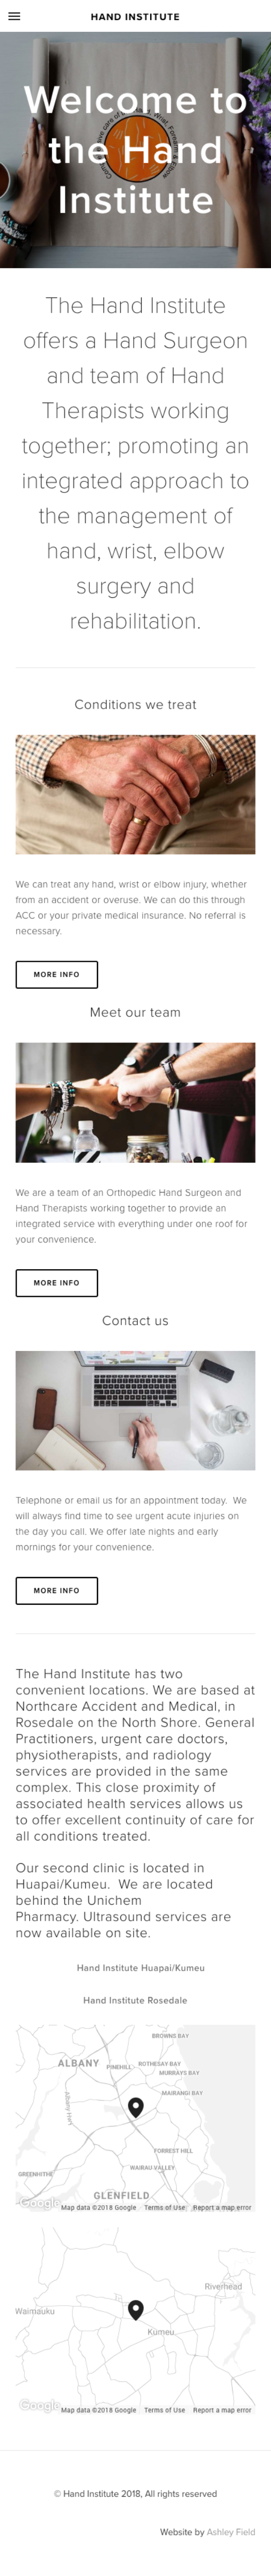 HAND INSTITUTE
Welcome to
the Hand
Institute
The Hand Institute
offers a Hand Surgeon
and team of Hand
Therapists working
together; promoting an
integrated approach to
the management of
hand, wrist, elbow
surgery and
rehabilitation.
Conditions we treat
We can treat any hand, wrist or elbow injury, whether
from an accident or overuse. We can do this through
ACC or your private medical insurance. No referral is
necessary.
MORE INFO
Meet our team
We are a team of an Orthopedic Hand Surgeon and
Hand Therapists working together to provide an
integrated service with everything under one roof for
your convenience.
MORE INFO
Contact us
Telephone or email us for an appointment today.  We
will always find time to see urgent acute injuries on
the day you call. We offer late nights and early
mornings for your convenience.
MORE INFO
The Hand Institute has two
convenient locations. We are based at
Northcare Accident and Medical, in
Rosedale on the North Shore. General
Practitioners, urgent care doctors,
physiotherapists, and radiology
services are provided in the same
complex. This close proximity of
associated health services allows us
to offer excellent continuity of care for
all conditions treated.
Our second clinic is located in
Huapai/Kumeu.  We are located
behind the Unichem
Pharmacy. Ultrasound services are
now available on site.
Hand Institute Huapai/Kumeu
Hand Institute Rosedale
BROWNS BAY
ALBANY
PINEHILL
ROTHESAY BAY
MURRAYS BAY
MAIRANGI BAY
Albany Hwy
FORREST HILL
WAIRAU VALLEY
GREENHITHE
GLENFIELD
Google
Map data ©2018 Google Terms of Use Report a map error
Riverhead
Waimauku
Kumeu
Google
Map data ©2018 Google Terms of Use Report a map error
© Hand Institute 2018, All rights reserved
Website by Ashley Field